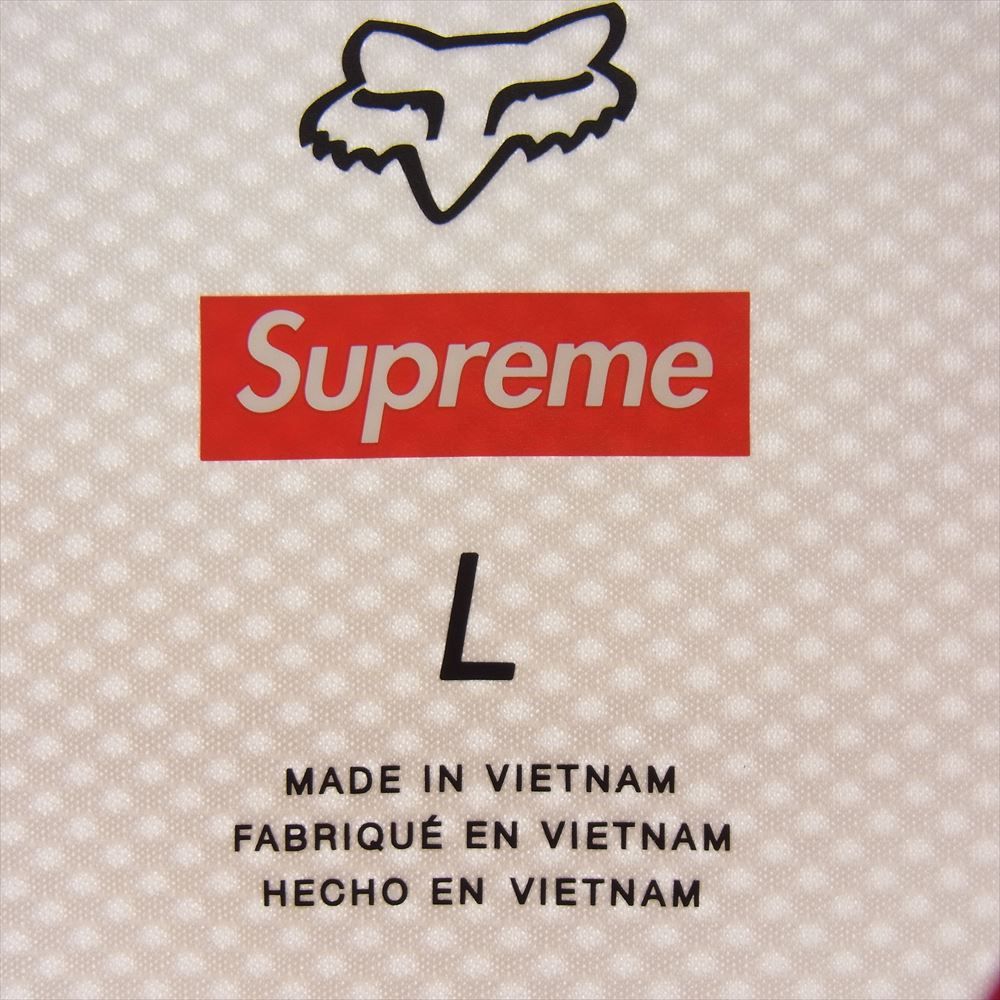 Supreme
L
MADE IN VIETNAM
FABRIQUÉ EN VIETNAM
HECHO EN VIETNAM